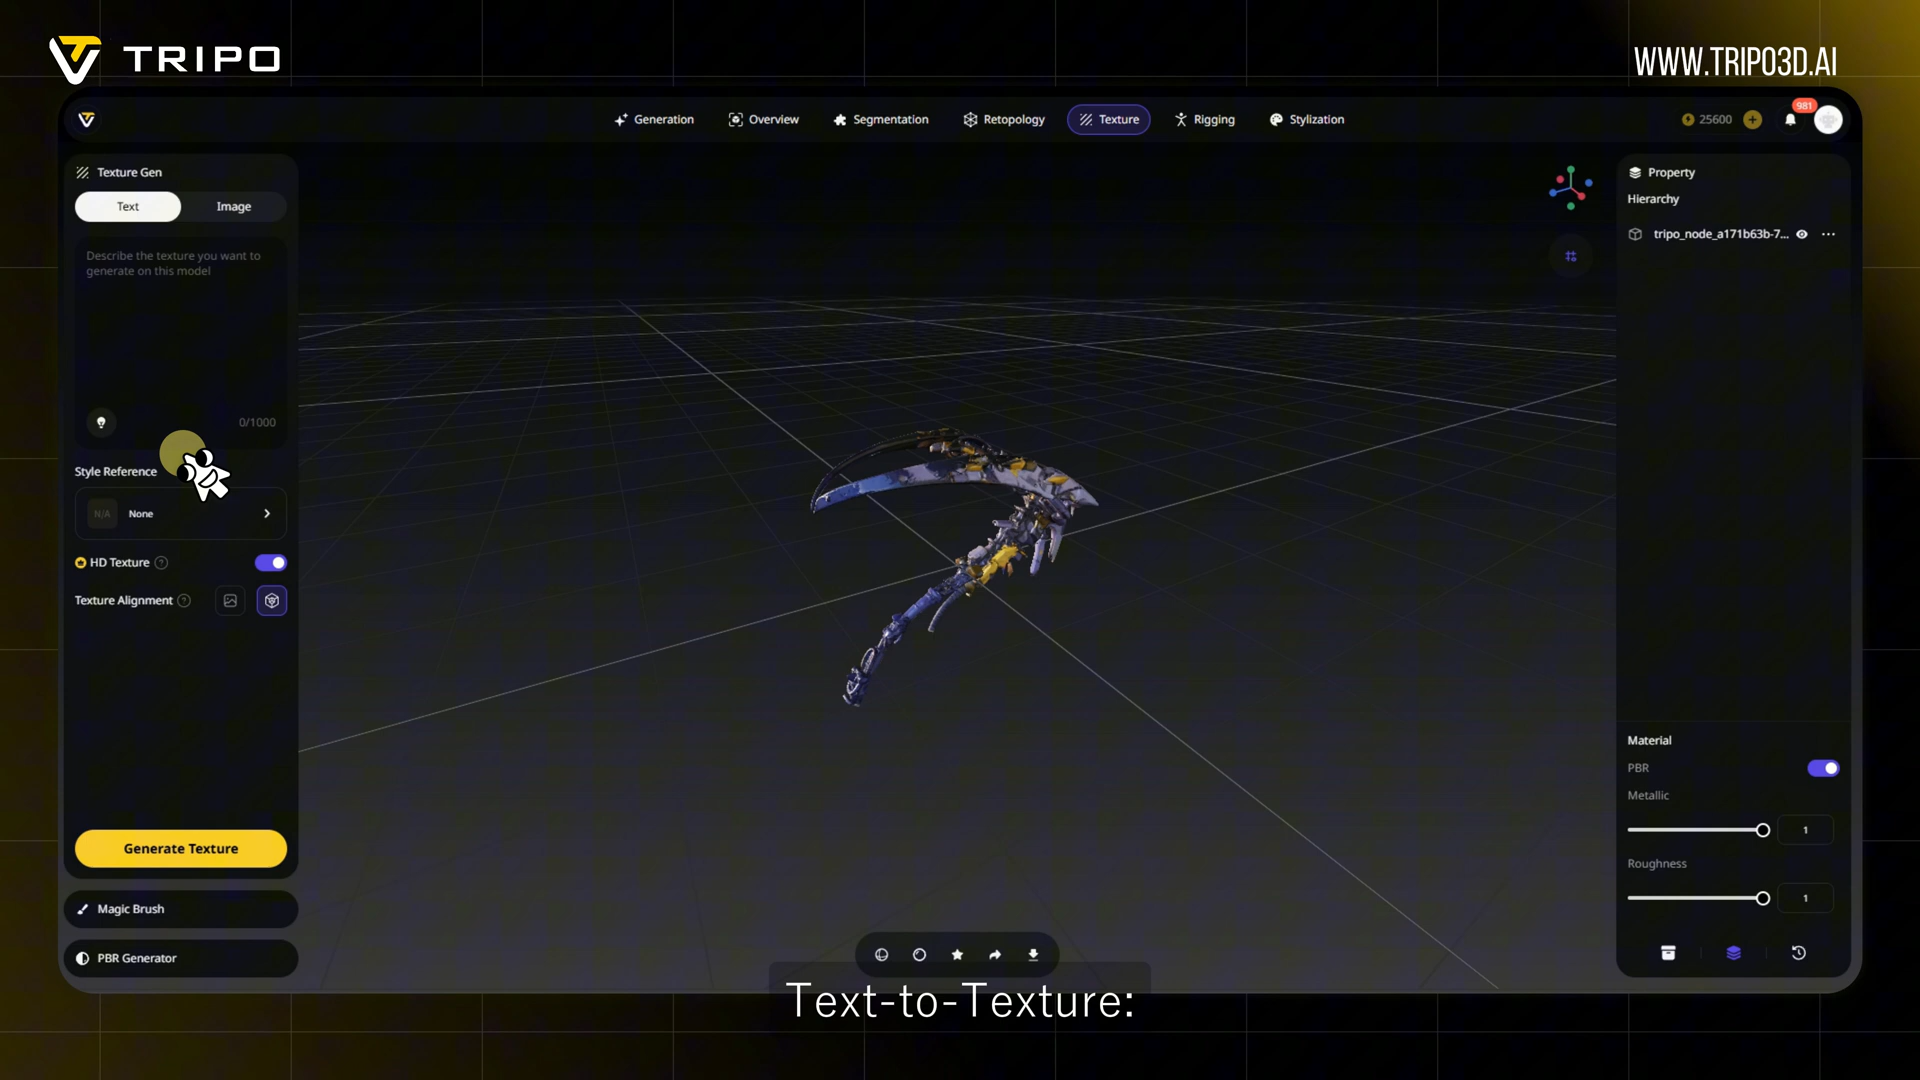 TRIPO
WWW.TRIPO3D.AI
Generation
Overview
Segmentation
Retopology
Texture
Rigging
Stylization
25600
981
Texture Gen
Text
Image
Describe the texture you want to
generate on this model
0/1000
Style Reference
N/A
None
HD Texture ?
Texture Alignment ?
Generate Texture
Magic Brush
PBR Generator
Property
Hierarchy
tripo_node_a171b63b-7...
Material
PBR
Metallic
1
Roughness
1
Text-to-Texture: